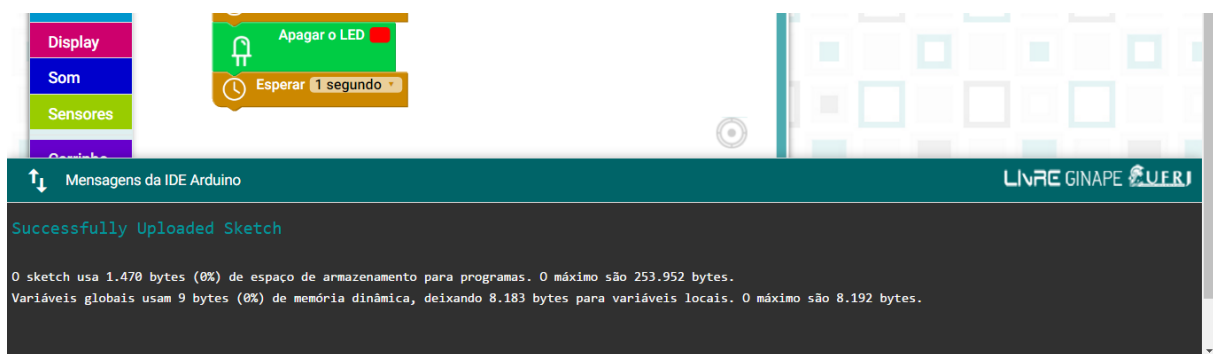 Display
Apagar o LED
Som
Esperar 1 segundo
Sensores
Carrinho
Mensagens da IDE Arduino
LIVRE GINAPE UFRJ
Successfully Uploaded Sketch
O sketch usa 1.470 bytes (0%) de espaço de armazenamento para programas. O máximo são 253.952 bytes.
Variáveis globais usam 9 bytes (0%) de memória dinâmica, deixando 8.183 bytes para variáveis locais. O máximo são 8.192 bytes.